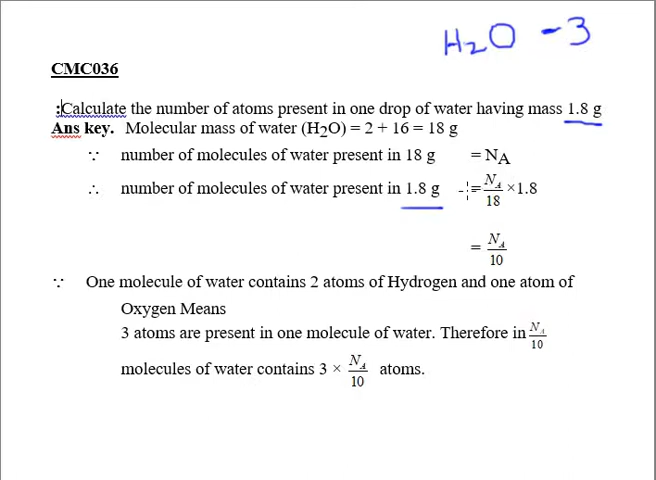 H₂O - 3
CMC036
:Calculate the number of atoms present in one drop of water having mass 1.8 g
Ans key. Molecular mass of water (H₂O) = 2 + 16 = 18 g
∵ number of molecules of water present in 18 g = N_A
∴ number of molecules of water present in 1.8 g = N_A/18 × 1.8
= N_A/10
∵ One molecule of water contains 2 atoms of Hydrogen and one atom of
Oxygen Means
3 atoms are present in one molecule of water. Therefore in N_A/10
molecules of water contains 3 × N_A/10 atoms.